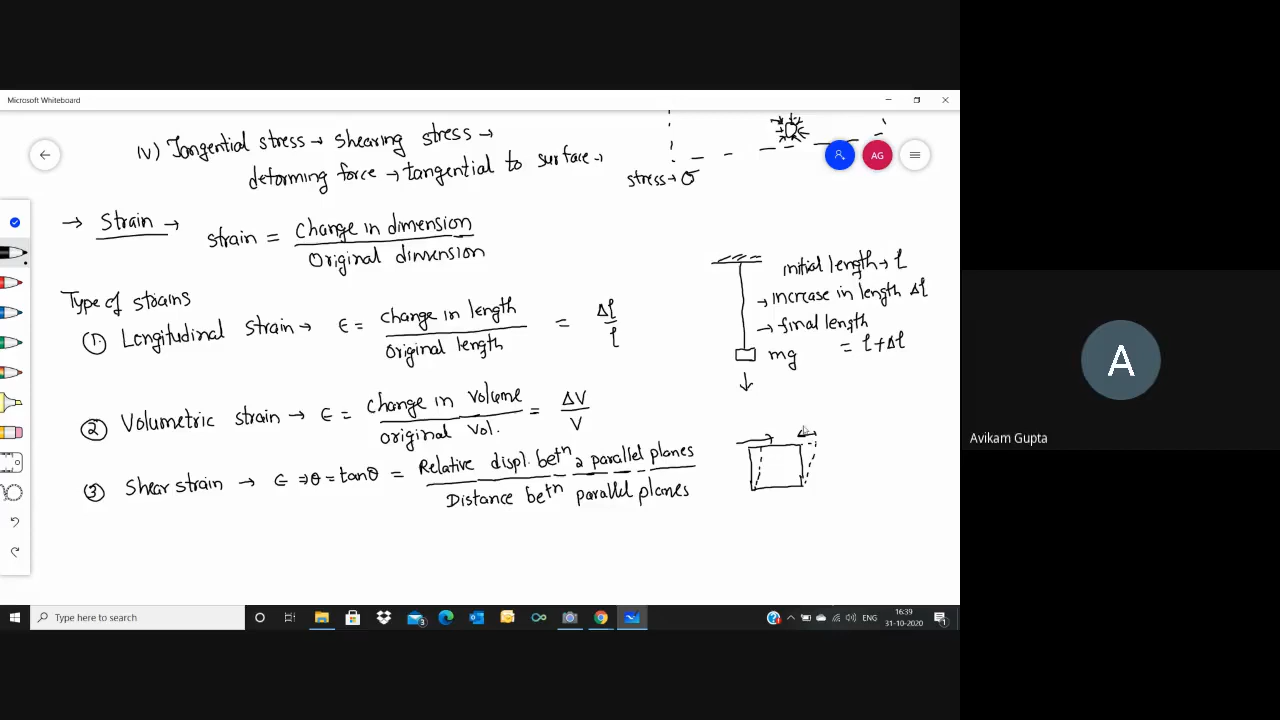 Microsoft Whiteboard
iv) Tangential stress → shearing stress →
deforming force → tangential to surface →
stress → σ
AG
→ Strain → strain = change in dimension / Original dimension
initial length → l
→ increase in length Δl
→ final length
= l + Δl
mg
Type of strains
① Longitudinal strain → ϵ = change in length / original length = Δl / l
② Volumetric strain → ϵ = change in volume / original vol. = ΔV / V
③ Shear strain → ϵ ⇒ θ = tanθ = Relative displ. betⁿ 2 parallel planes / Distance betⁿ parallel planes
A
Avikam Gupta
Type here to search
3
ENG
16:39
31-10-2020
1